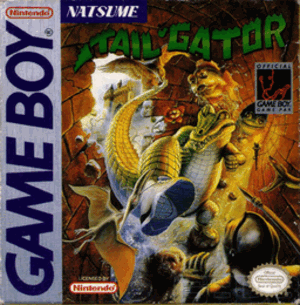 Nintendo
NATSUME
TAIL 'GATOR
GAME BOY
OFFICIAL
GAME BOY
GAME PAK
LICENSED BY
Nintendo